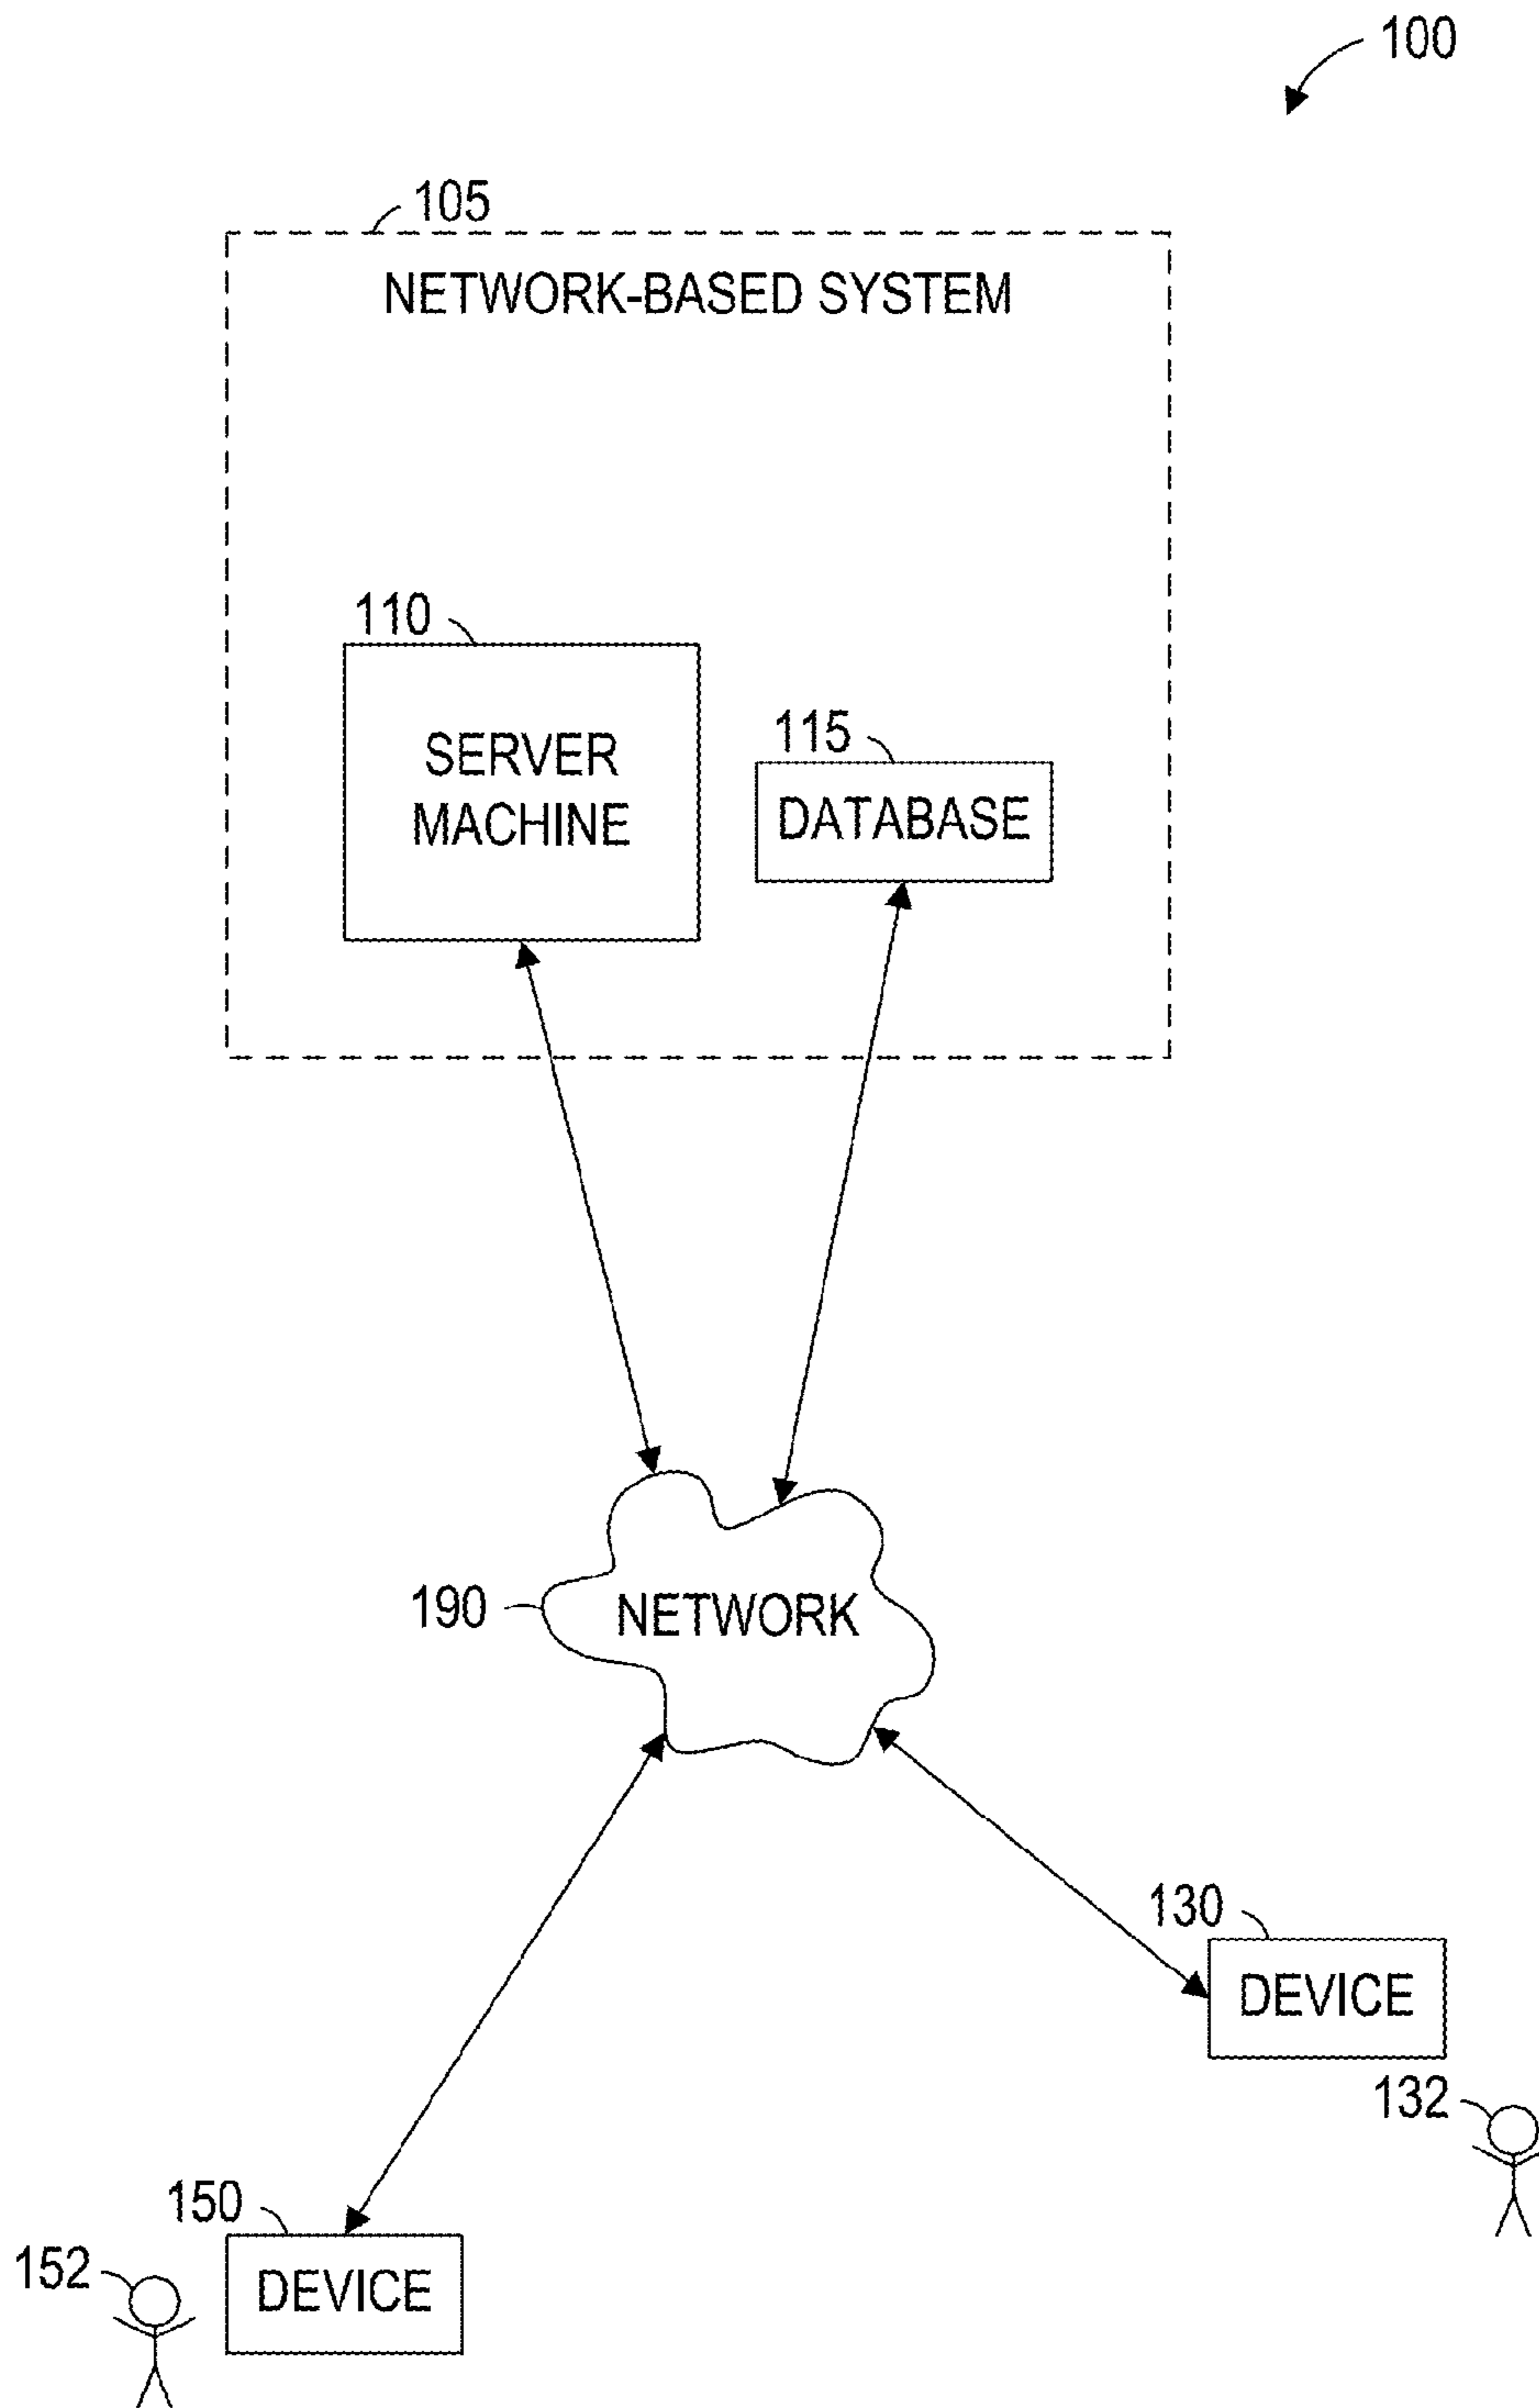 100
105
NETWORK-BASED SYSTEM
110
SERVER
MACHINE
115
DATABASE
190
NETWORK
130
DEVICE
132
150
DEVICE
152